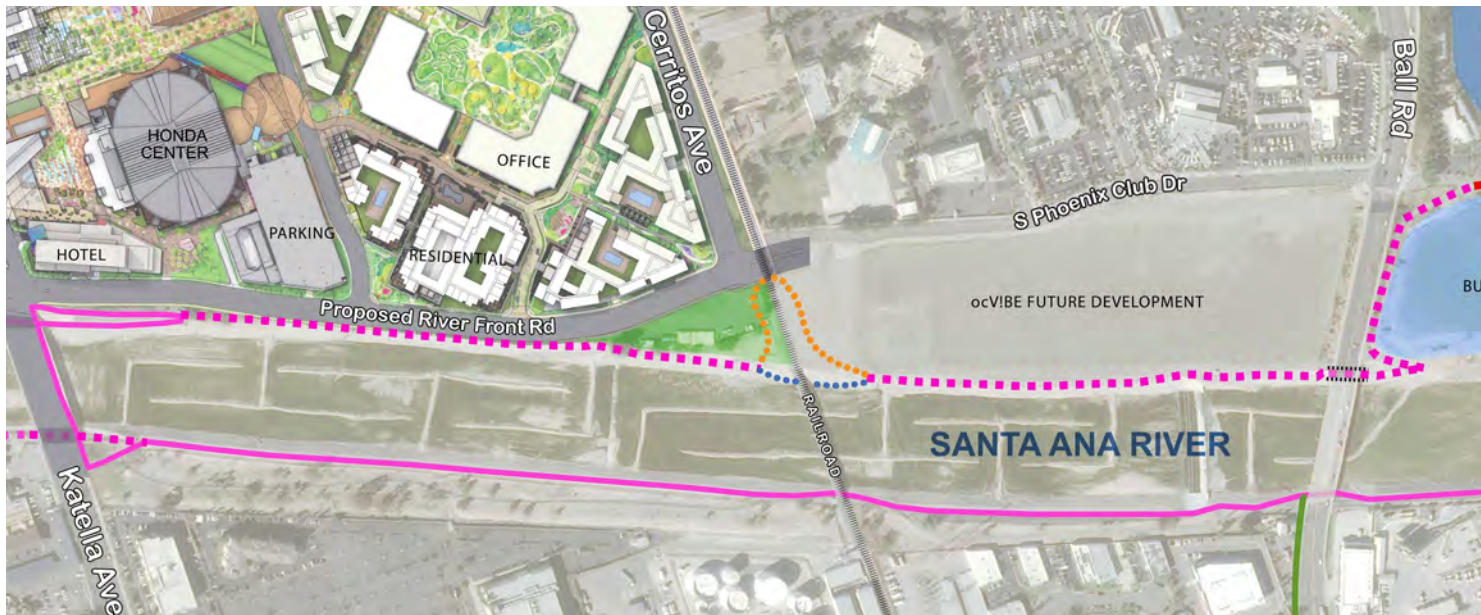 Cerritos Ave
Ball Rd
HONDA
CENTER
OFFICE
S Phoenix Club Dr
PARKING
HOTEL
RESIDENTIAL
ocV!BE FUTURE DEVELOPMENT
BU
Proposed River Front Rd
RAILROAD
SANTA ANA RIVER
Katella Ave